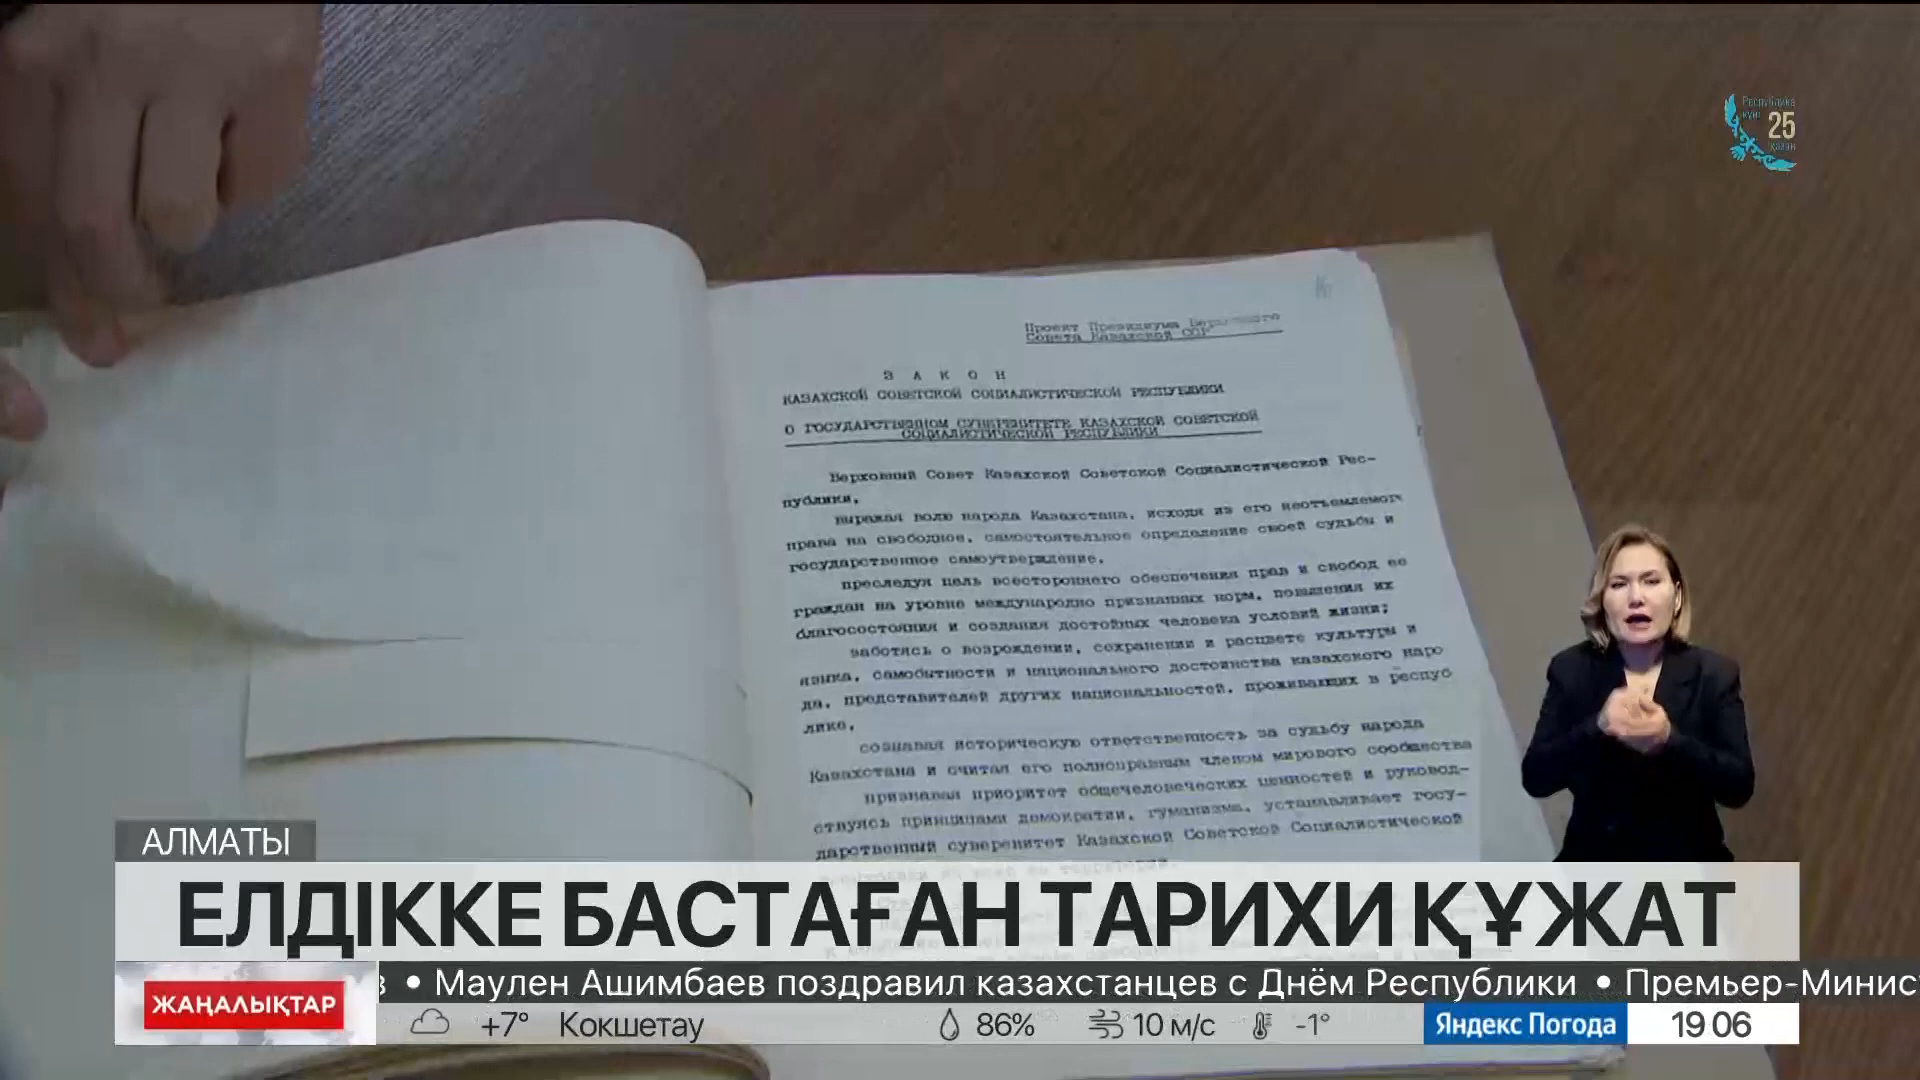 Республика
күні 25
қазан
Проект Президиума Верховного
Совета Казахской ССР
З А К О Н
КАЗАХСКОЙ СОВЕТСКОЙ СОЦИАЛИСТИЧЕСКОЙ РЕСПУБЛИКИ
О ГОСУДАРСТВЕННОМ СУВЕРЕНИТЕТЕ КАЗАХСКОЙ СОВЕТСКОЙ
СОЦИАЛИСТИЧЕСКОЙ РЕСПУБЛИКИ
Верховный Совет Казахской Советской Социалистической Рес-
публики,
выражая волю народа Казахстана, исходя из его неотъемлемого
права на свободное, самостоятельное определение своей судьбы и
государственное самоутверждение,
преследуя цель всестороннего обеспечения прав и свобод ее
граждан на уровне международно признанных норм, повышения их
благосостояния и создания достойных человека условий жизни;
заботясь о возрождении, сохранении и расцвете культуры и
языка, самобытности и национального достоинства казахского наро
да, представителей других национальностей, проживающих в респуб
лике,
сознавая историческую ответственность за судьбу народа
Казахстана и считая его полноправным членом мирового сообщества
признавая приоритет общечеловеческих ценностей и руковод-
ствуясь принципами демократии, гуманизма, устанавливает госу-
дарственный суверенитет Казахской Советской Социалистической
АЛМАТЫ
ЕЛДІККЕ БАСТАҒАН ТАРИХИ ҚҰЖАТ
ЖАҢАЛЫҚТАР
в • Маулен Ашимбаев поздравил казахстанцев с Днём Республики • Премьер-Минист
+7° Кокшетау 86% 10 м/с -1° Яндекс Погода 19 06